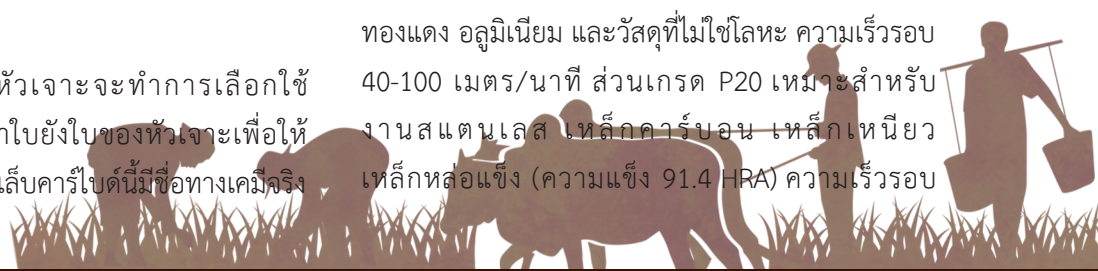 หัวเจาะจะทำการเลือกใช้
ใบยังใบของหัวเจาะเพื่อให้
เล็บคาร์ไบด์นี้มีชื่อทางเคมีจริง
ทองแดง อลูมิเนียม และวัสดุที่ไม่ใช่โลหะ ความเร็วรอบ
40-100 เมตร/นาที ส่วนเกรด P20 เหมาะสำหรับ
งานสแตนเลส เหล็กคาร์บอน เหล็กเหนียว
เหล็กหล่อแข็ง (ความแข็ง 91.4 HRA) ความเร็วรอบ